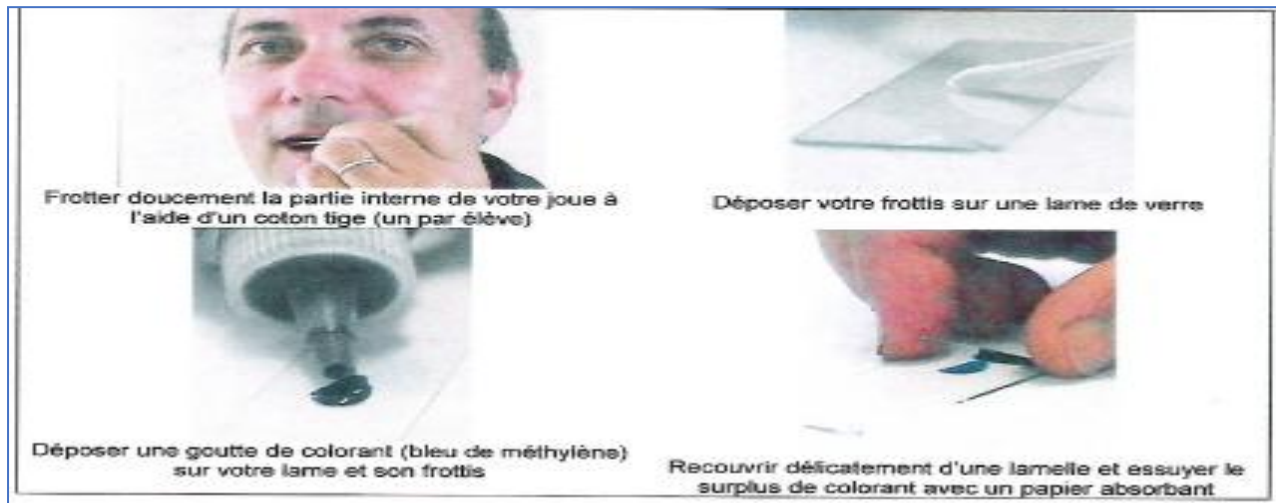 Frotter doucement la partie interne de votre joue à
l'aide d'un coton tige (un par élève)
Déposer votre frottis sur une lame de verre
Déposer une goutte de colorant (bleu de méthylène)
sur votre lame et son frottis
Recouvrir délicatement d'une lamelle et essuyer le
surplus de colorant avec un papier absorbant